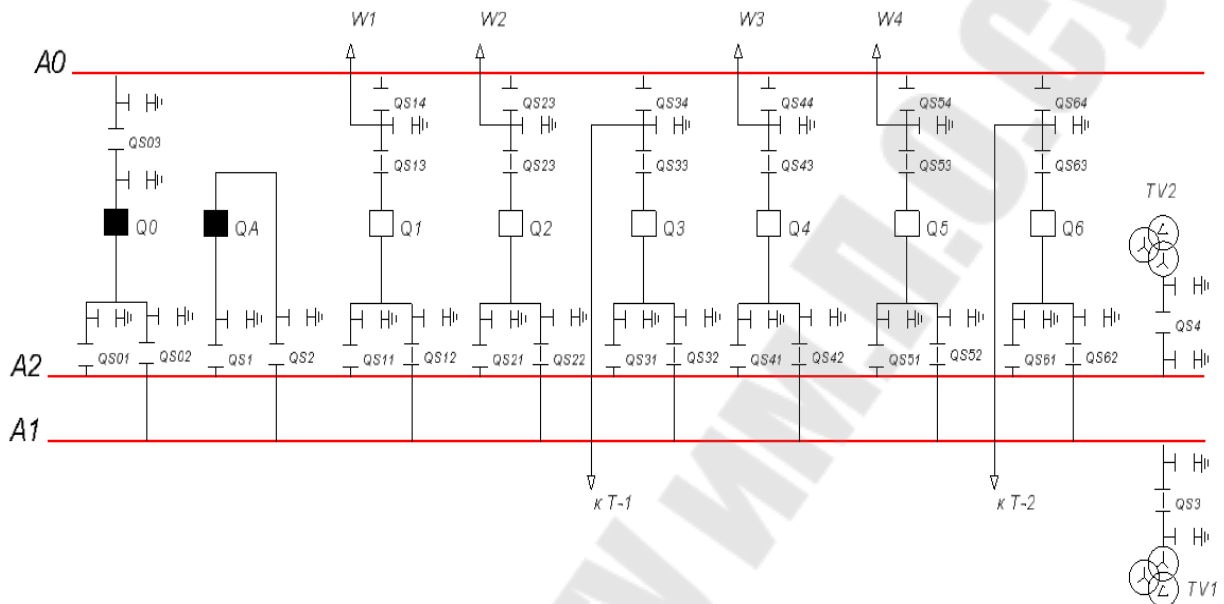 W1 W2 W3 W4
A0
QS14 QS23 QS34 QS44 QS54 QS64
QS03
QS13 QS23 QS33 QS43 QS53 QS63
TV2
Q0 QA Q1 Q2 Q3 Q4 Q5 Q6
QS4
QS01 QS02 QS1 QS2 QS11 QS12 QS21 QS22 QS31 QS32 QS41 QS42 QS51 QS52 QS61 QS62
A2
A1
к Т-1 к Т-2
QS3
TV1
им.П.О.Су